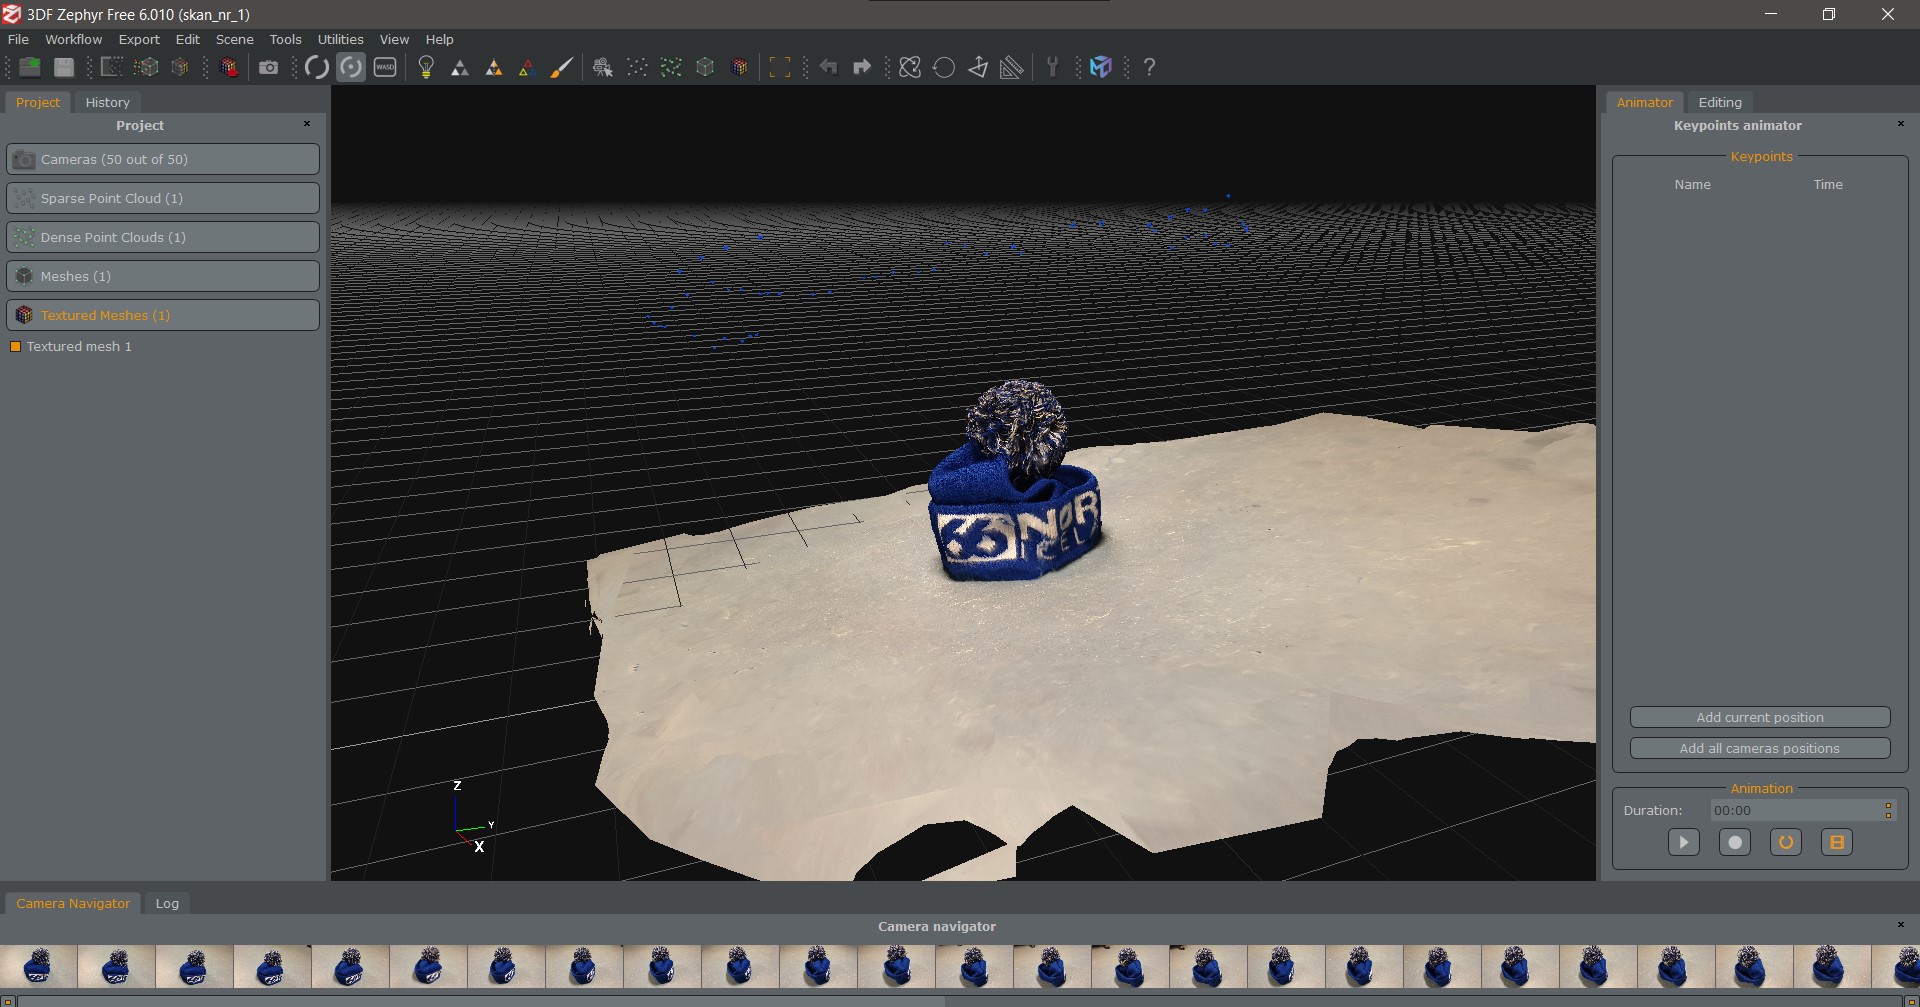 3DF Zephyr Free 6.010 (skan_nr_1)
File Workflow Export Edit Scene Tools Utilities View Help
WASD
?
Project History
Project
Cameras (50 out of 50)
Sparse Point Cloud (1)
Dense Point Clouds (1)
Meshes (1)
Textured Meshes (1)
Textured mesh 1
NOR
Z
Y
X
Animator Editing
Keypoints animator
Keypoints
Name Time
Add current position
Add all cameras positions
Animation
Duration: 00:00
Camera Navigator Log
Camera navigator